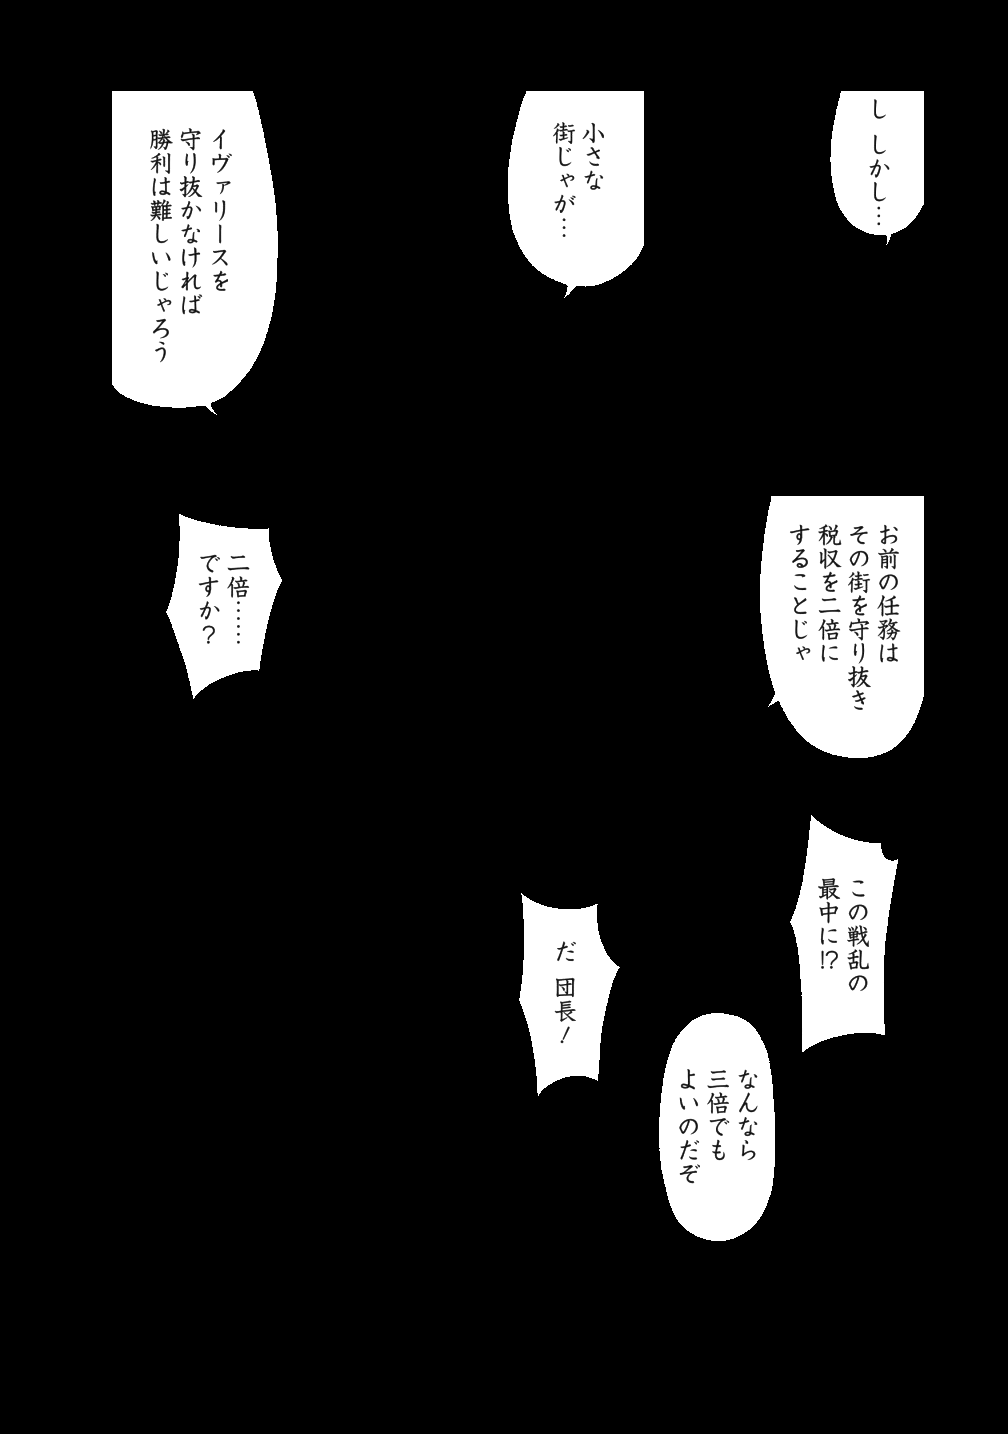 し しかし…
小さな
街じゃが…
イヴァリースを
守り抜かなければ
勝利は難しいじゃろう
お前の任務は
その街を守り抜き
税収を二倍に
することじゃ
二倍……
ですか?
この戦乱の
最中に!?
なんなら
三倍でも
よいのだぞ
だ 団長!